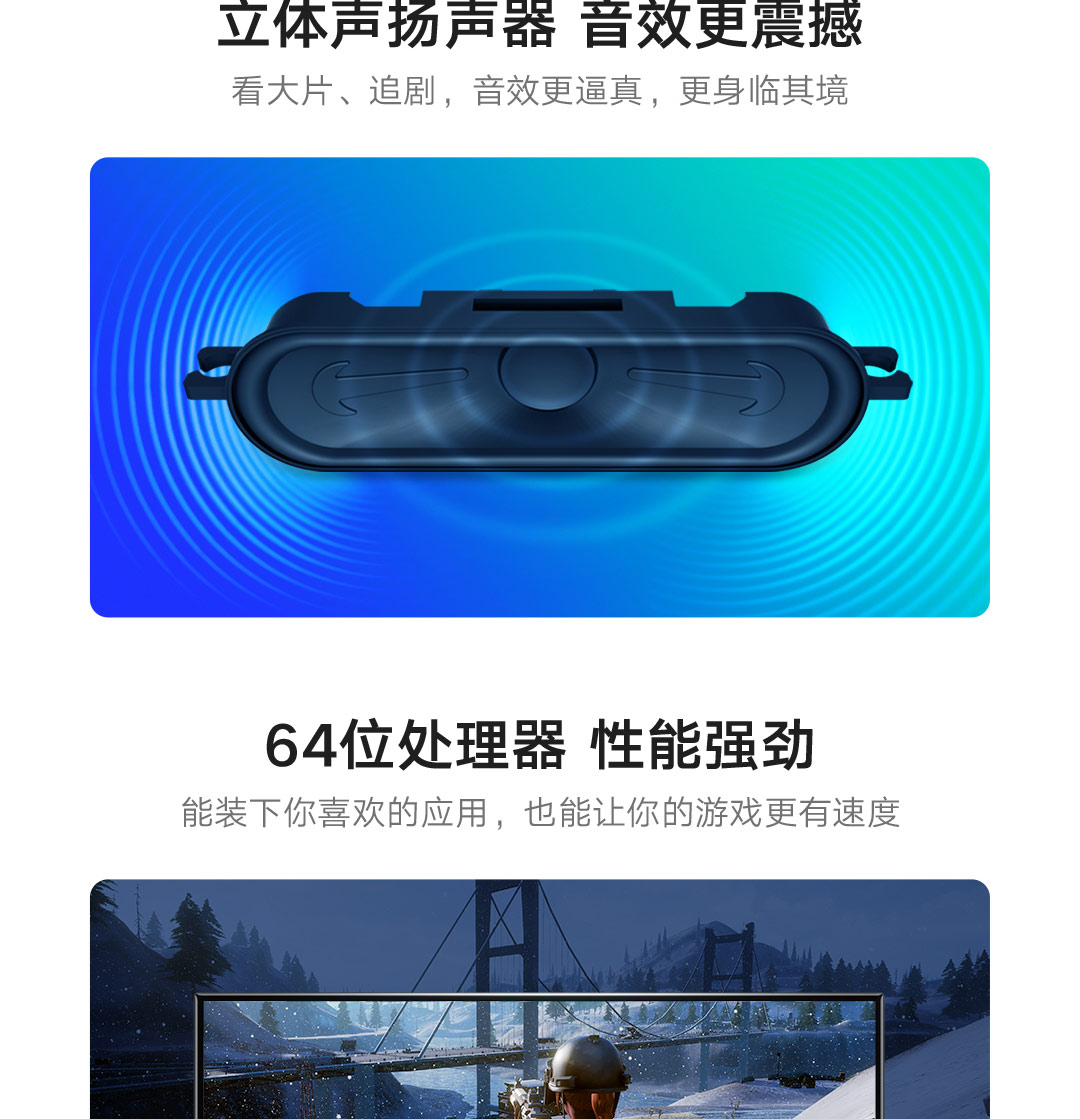 立体声扬声器 音效更震撼
看大片、追剧，音效更逼真，更身临其境
64位处理器 性能强劲
能装下你喜欢的应用，也能让你的游戏更有速度